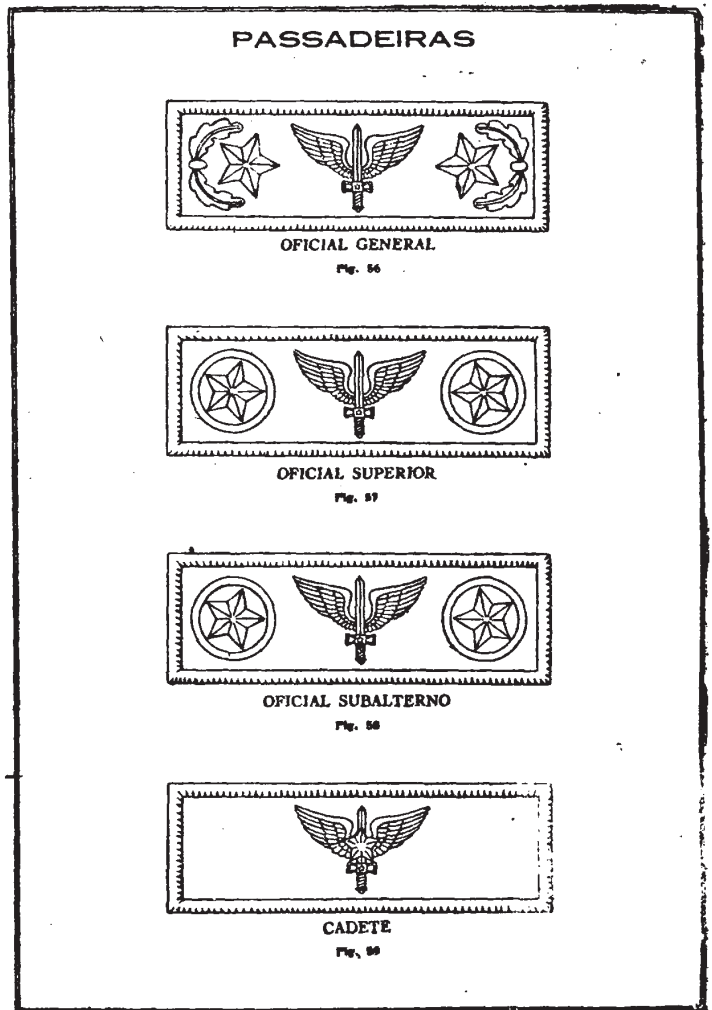 PASSADEIRAS
OFICIAL GENERAL
Fig. 56
OFICIAL SUPERIOR
Fig. 57
OFICIAL SUBALTERNO
Fig. 58
CADETE
Fig. 59